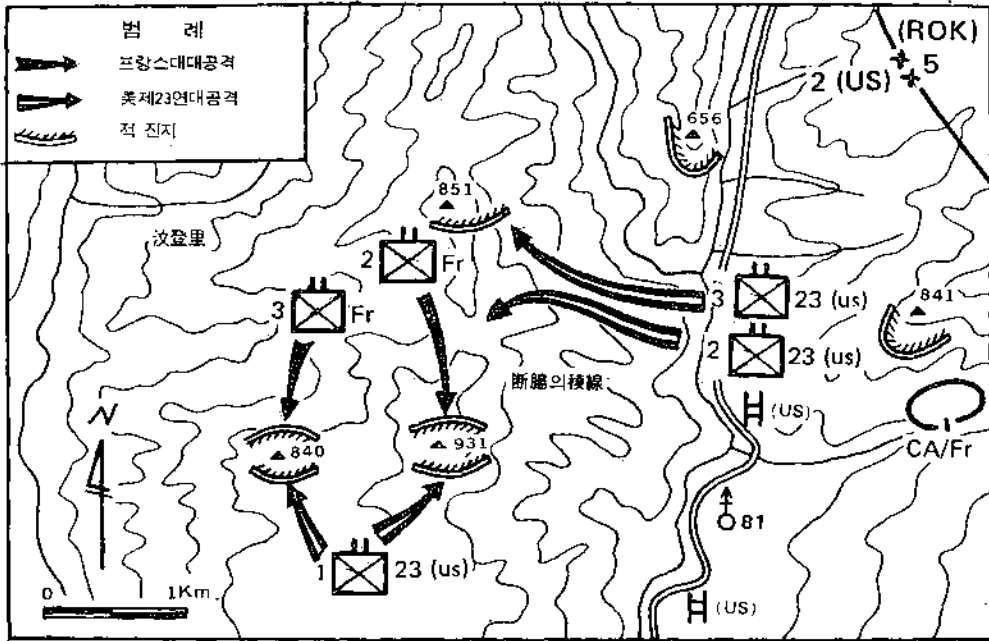 범 례
프랑스대대공격
美제23연대공격
적 진지
(ROK)
5
2 (US)
656
851
汶登里
2 Fr
3 Fr
3 23 (us)
2 23 (us)
841
断膓의稜線
(US)
CA/Fr
840
931
81
N
1 23 (us)
0 1Km
(US)